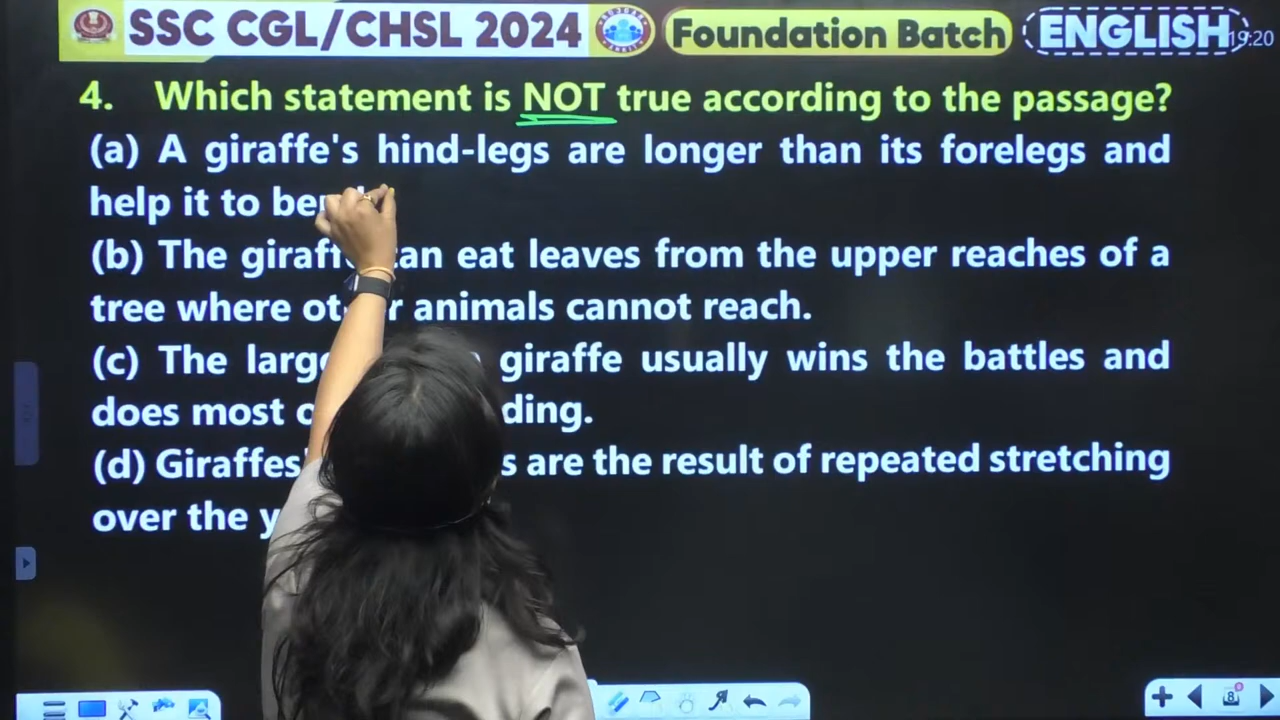 SSC CGL/CHSL 2024 Foundation Batch ENGLISH 19:20
4. Which statement is NOT true according to the passage?
(a) A giraffe's hind-legs are longer than its forelegs and
help it to
(b) The can eat leaves from the upper reaches of a
tree where animals cannot reach.
(c) The giraffe usually wins the battles and
does most
(d) are the result of repeated stretching
over the
8